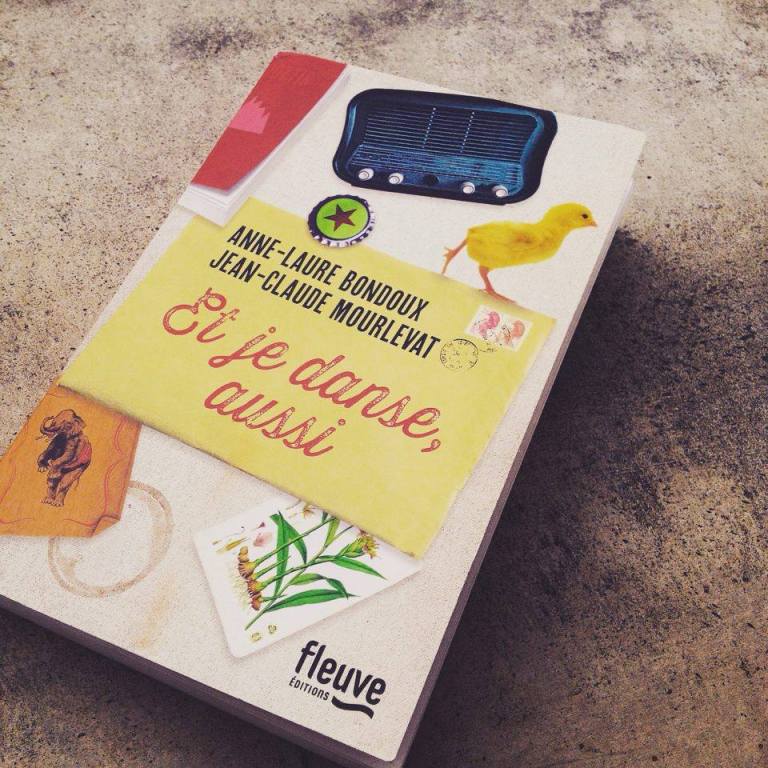 ANNE-LAURE BONDOUX
JEAN-CLAUDE MOURLEVAT
Et je danse,
aussi
fleuve
ÉDITIONS